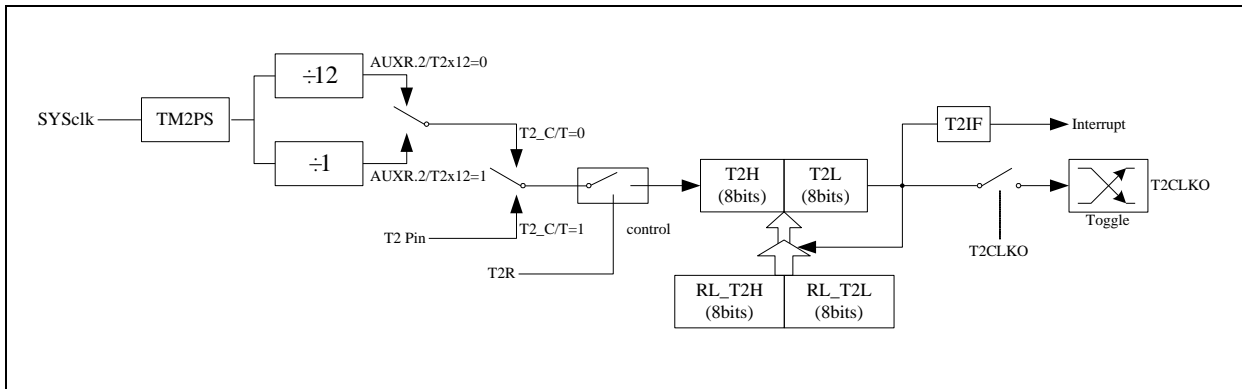 AUXR.2/T2x12=0
÷12
SYSclk
TM2PS
T2_C/T=0
T2IF
Interrupt
÷1
AUXR.2/T2x12=1
T2H
(8bits)
T2L
(8bits)
T2CLKO
Toggle
T2 Pin
T2_C/T=1
control
T2CLKO
T2R
RL_T2H
(8bits)
RL_T2L
(8bits)